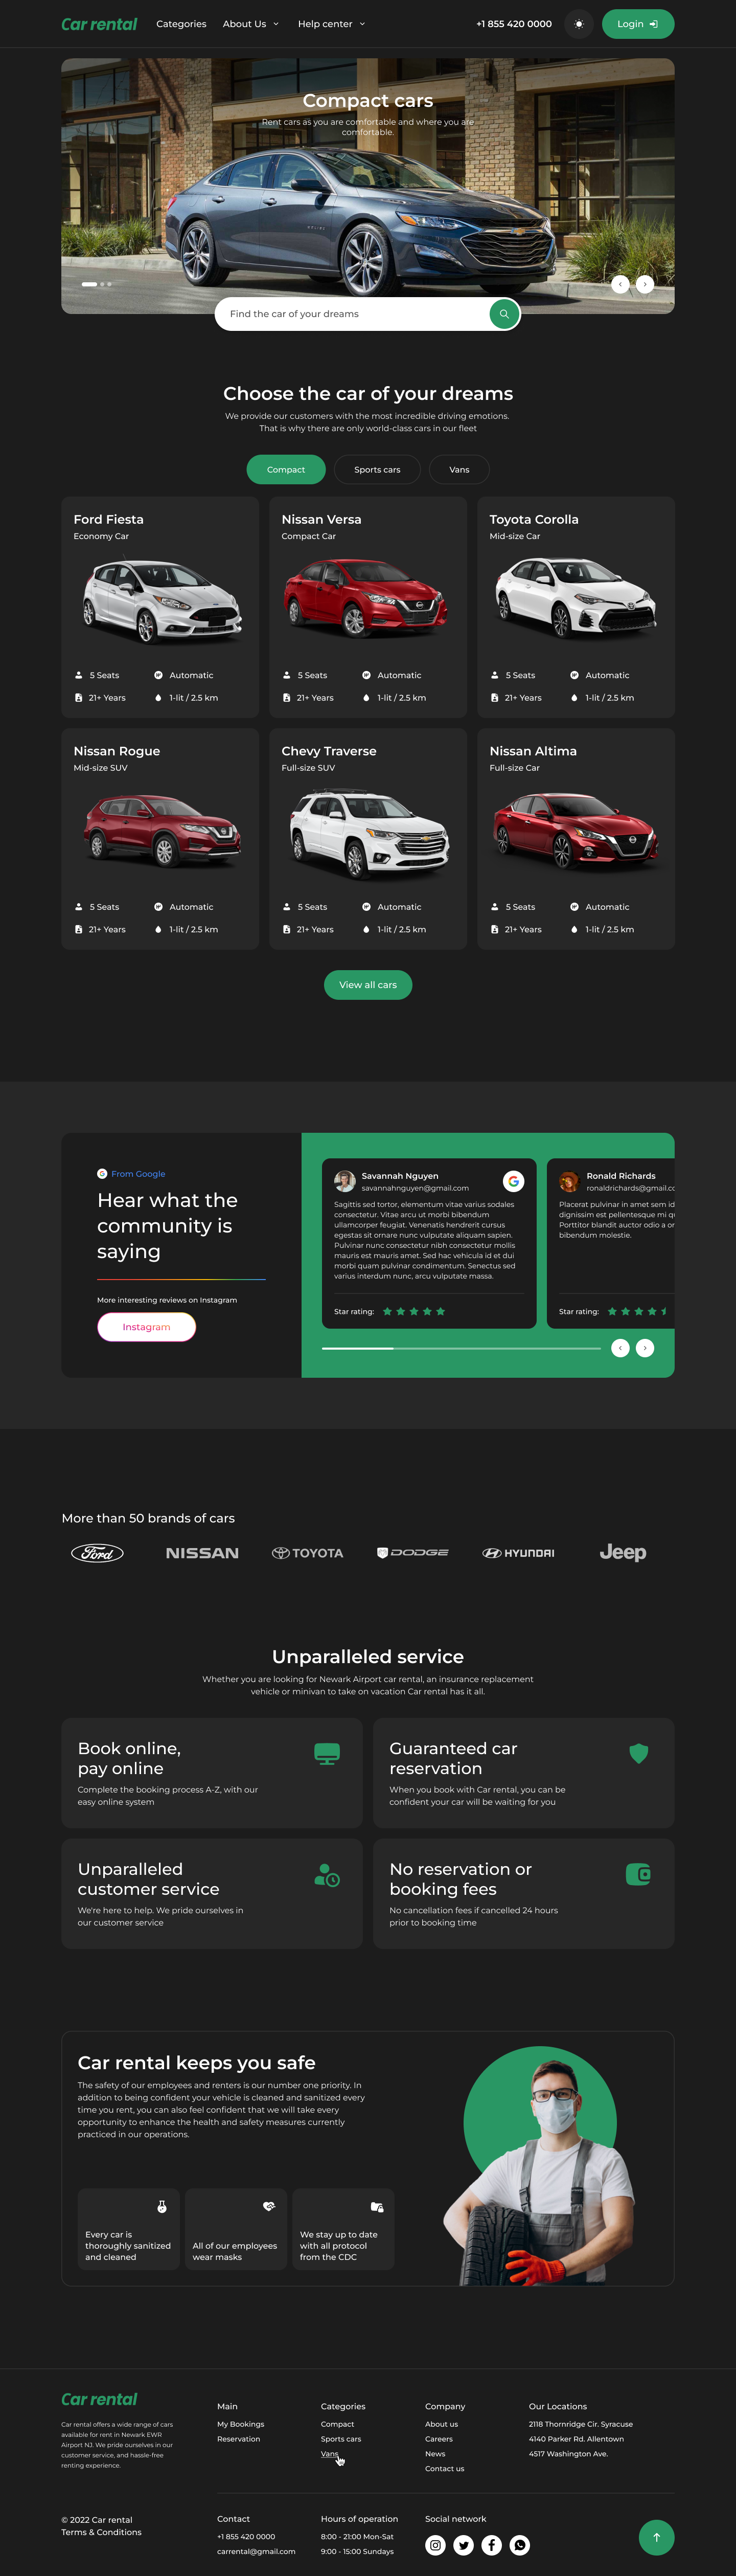 Car rental
Categories
About Us
Help center
+1 855 420 0000
Login
Compact cars
Rent cars as you are comfortable and where you are
comfortable.
Find the car of your dreams
Choose the car of your dreams
We provide our customers with the most incredible driving emotions.
That is why there are only world-class cars in our fleet
Compact
Sports cars
Vans
Ford Fiesta
Economy Car
5 Seats
Automatic
21+ Years
1-lit / 2.5 km
Nissan Versa
Compact Car
5 Seats
Automatic
21+ Years
1-lit / 2.5 km
Toyota Corolla
Mid-size Car
5 Seats
Automatic
21+ Years
1-lit / 2.5 km
Nissan Rogue
Mid-size SUV
5 Seats
Automatic
21+ Years
1-lit / 2.5 km
Chevy Traverse
Full-size SUV
5 Seats
Automatic
21+ Years
1-lit / 2.5 km
Nissan Altima
Full-size Car
5 Seats
Automatic
21+ Years
1-lit / 2.5 km
View all cars
From Google
Hear what the
community is
saying
More interesting reviews on Instagram
Instagram
Savannah Nguyen
savannahnguyen@gmail.com
Sagittis sed tortor, elementum vitae varius sodales
consectetur. Vitae arcu ut morbi bibendum
ullamcorper feugiat. Venenatis hendrerit cursus
egestas sit ornare nunc vulputate aliquam sapien.
Pulvinar nunc consectetur nibh consectetur mollis
mauris est mauris amet. Sed hac vehicula id et dui
morbi quam pulvinar condimentum. Senectus sed
varius interdum nunc, arcu vulputate massa.
Star rating:
Ronald Richards
ronaldrichards@gmail.co
Placerat pulvinar in amet sem id
dignissim est pellentesque mi q
Porttitor blandit auctor odio a or
bibendum molestie.
Star rating:
More than 50 brands of cars
Ford
NISSAN
TOYOTA
DODGE
HYUNDAI
Jeep
Unparalleled service
Whether you are looking for Newark Airport car rental, an insurance replacement
vehicle or minivan to take on vacation Car rental has it all.
Book online,
pay online
Complete the booking process A-Z, with our
easy online system
Guaranteed car
reservation
When you book with Car rental, you can be
confident your car will be waiting for you
Unparalleled
customer service
We're here to help. We pride ourselves in
our customer service
No reservation or
booking fees
No cancellation fees if cancelled 24 hours
prior to booking time
Car rental keeps you safe
The safety of our employees and renters is our number one priority. In
addition to being confident your vehicle is cleaned and sanitized every
time you rent, you can also feel confident that we will take every
opportunity to enhance the health and safety measures currently
practiced in our operations.
Every car is
thoroughly sanitized
and cleaned
All of our employees
wear masks
We stay up to date
with all protocol
from the CDC
Car rental
Car rental offers a wide range of cars
available for rent in Newark EWR
Airport NJ. We pride ourselves in our
customer service, and hassle-free
renting experience.
Main
My Bookings
Reservation
Categories
Compact
Sports cars
Vans
Company
About us
Careers
News
Contact us
Our Locations
2118 Thornridge Cir. Syracuse
4140 Parker Rd. Allentown
4517 Washington Ave.
© 2022 Car rental
Terms & Conditions
Contact
+1 855 420 0000
carrental@gmail.com
Hours of operation
8:00 - 21:00 Mon-Sat
9:00 - 15:00 Sundays
Social network